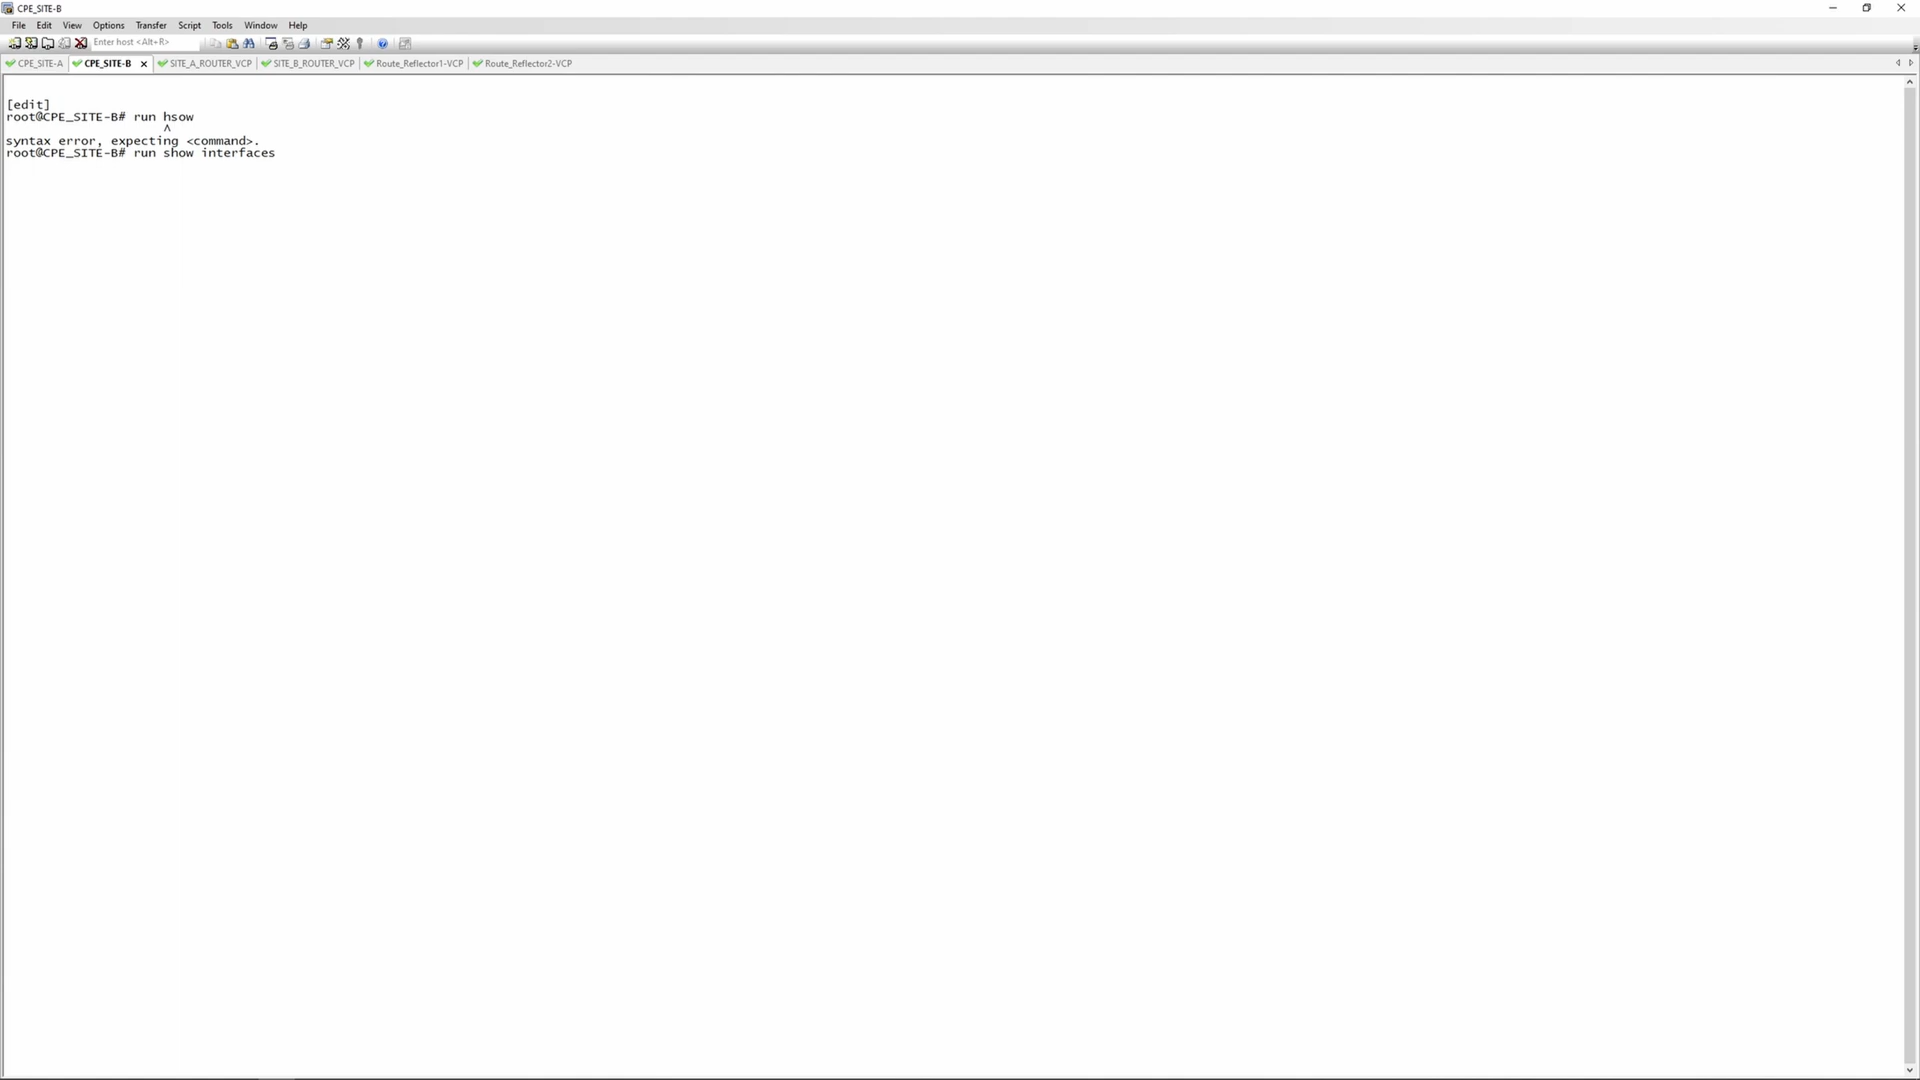 CPE_SITE-B
File Edit View Options Transfer Script Tools Window Help
Enter host <Alt+R>
CPE_SITE-A CPE_SITE-B SITE_A_ROUTER_VCP SITE_B_ROUTER_VCP Route_Reflector1-VCP Route_Reflector2-VCP
[edit]
root@CPE_SITE-B# run hsow
^
syntax error, expecting <command>.
root@CPE_SITE-B# run show interfaces